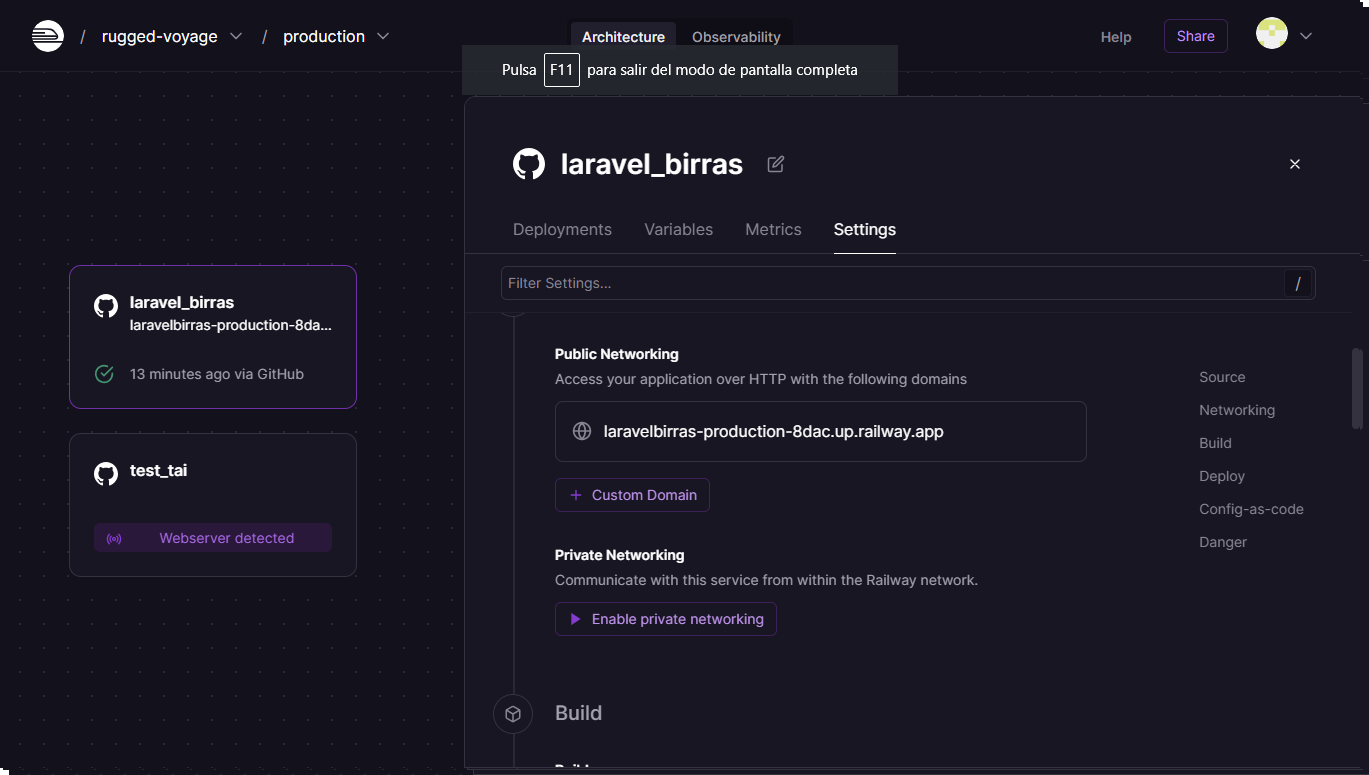 / rugged-voyage / production
Architecture
Observability
Help
Share
Pulsa F11 para salir del modo de pantalla completa
laravel_birras
Deployments
Variables
Metrics
Settings
Filter Settings...
/
laravel_birras
laravelbirras-production-8da...
13 minutes ago via GitHub
test_tai
Webserver detected
Public Networking
Access your application over HTTP with the following domains
laravelbirras-production-8dac.up.railway.app
+ Custom Domain
Private Networking
Communicate with this service from within the Railway network.
Enable private networking
Build
Source
Networking
Build
Deploy
Config-as-code
Danger